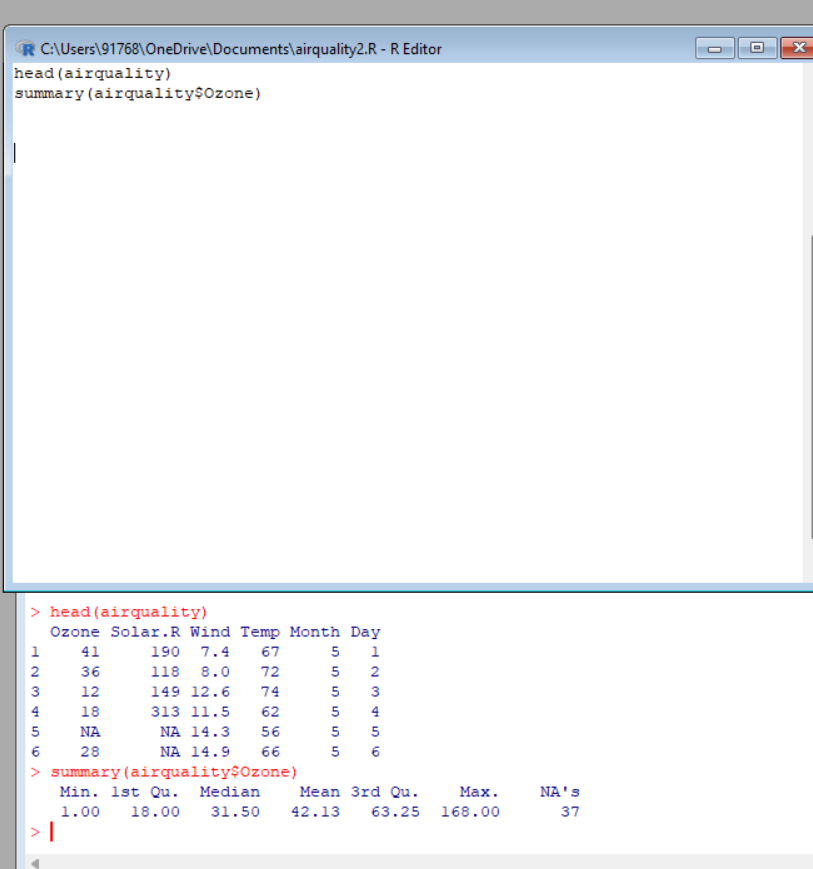 C:\Users\91768\OneDrive\Documents\airquality2.R - R Editor
head(airquality)
summary(airquality$Ozone)
> head(airquality)
  Ozone Solar.R Wind Temp Month Day
1    41     190  7.4   67     5   1
2    36     118  8.0   72     5   2
3    12     149 12.6   74     5   3
4    18     313 11.5   62     5   4
5    NA      NA 14.3   56     5   5
6    28      NA 14.9   66     5   6
> summary(airquality$Ozone)
   Min. 1st Qu.  Median    Mean 3rd Qu.    Max.    NA's
   1.00   18.00   31.50   42.13   63.25  168.00      37
>